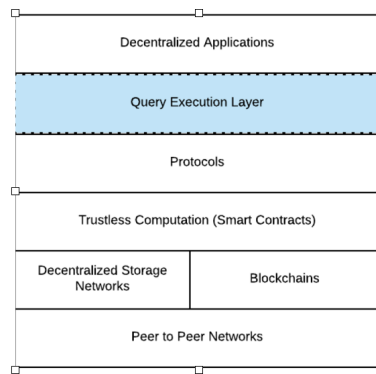 Decentralized Applications
Query Execution Layer
Protocols
Trustless Computation (Smart Contracts)
Decentralized Storage
Networks
Blockchains
Peer to Peer Networks